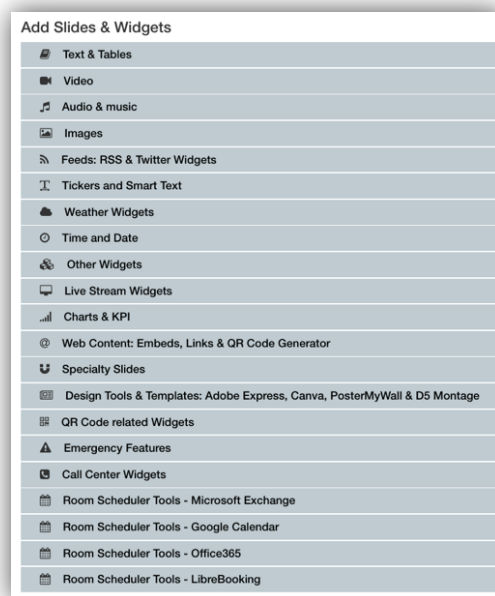 Add Slides & Widgets
Text & Tables
Video
Audio & music
Images
Feeds: RSS & Twitter Widgets
Tickers and Smart Text
Weather Widgets
Time and Date
Other Widgets
Live Stream Widgets
Charts & KPI
Web Content: Embeds, Links & QR Code Generator
Specialty Slides
Design Tools & Templates: Adobe Express, Canva, PosterMyWall & D5 Montage
QR Code related Widgets
Emergency Features
Call Center Widgets
Room Scheduler Tools - Microsoft Exchange
Room Scheduler Tools - Google Calendar
Room Scheduler Tools - Office365
Room Scheduler Tools - LibreBooking